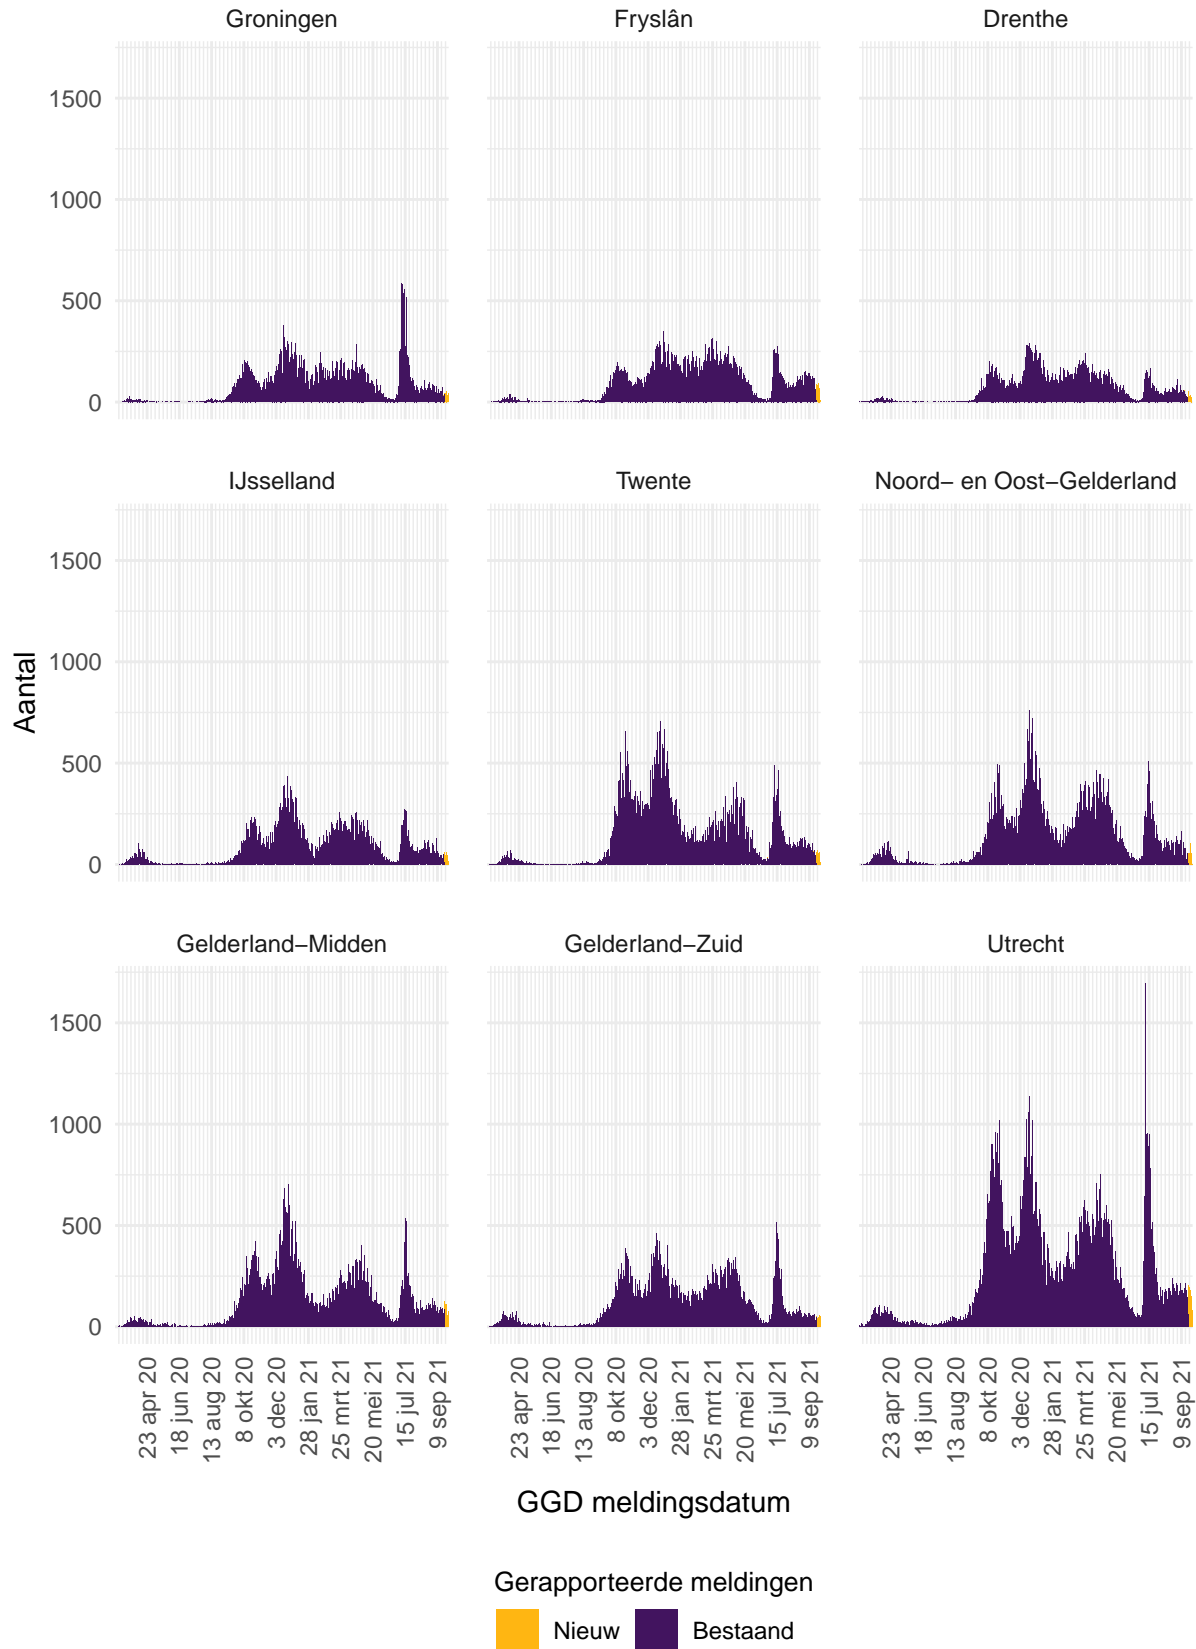 Groningen
Fryslân
Drenthe
1500
1000
500
0
IJsselland
Twente
Noord− en Oost−Gelderland
1500
1000
500
0
Aantal
Gelderland−Midden
Gelderland−Zuid
Utrecht
1500
1000
500
0
23 apr 20
18 jun 20
13 aug 20
8 okt 20
3 dec 20
28 jan 21
25 mrt 21
20 mei 21
15 jul 21
9 sep 21
23 apr 20
18 jun 20
13 aug 20
8 okt 20
3 dec 20
28 jan 21
25 mrt 21
20 mei 21
15 jul 21
9 sep 21
23 apr 20
18 jun 20
13 aug 20
8 okt 20
3 dec 20
28 jan 21
25 mrt 21
20 mei 21
15 jul 21
9 sep 21
GGD meldingsdatum
Gerapporteerde meldingen
Nieuw
Bestaand